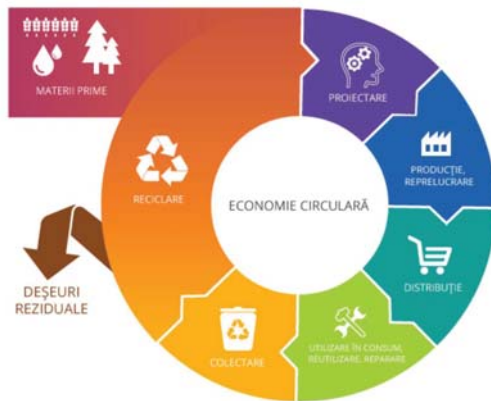 MATERII PRIME
PROIECTARE
PRODUCȚIE,
REPRELUCRARE
RECICLARE
ECONOMIE CIRCULARĂ
DISTRIBUȚIE
DEȘEURI
REZIDUALE
UTILIZARE ÎN CONSUM,
REUTILIZARE, REPARARE
COLECTARE